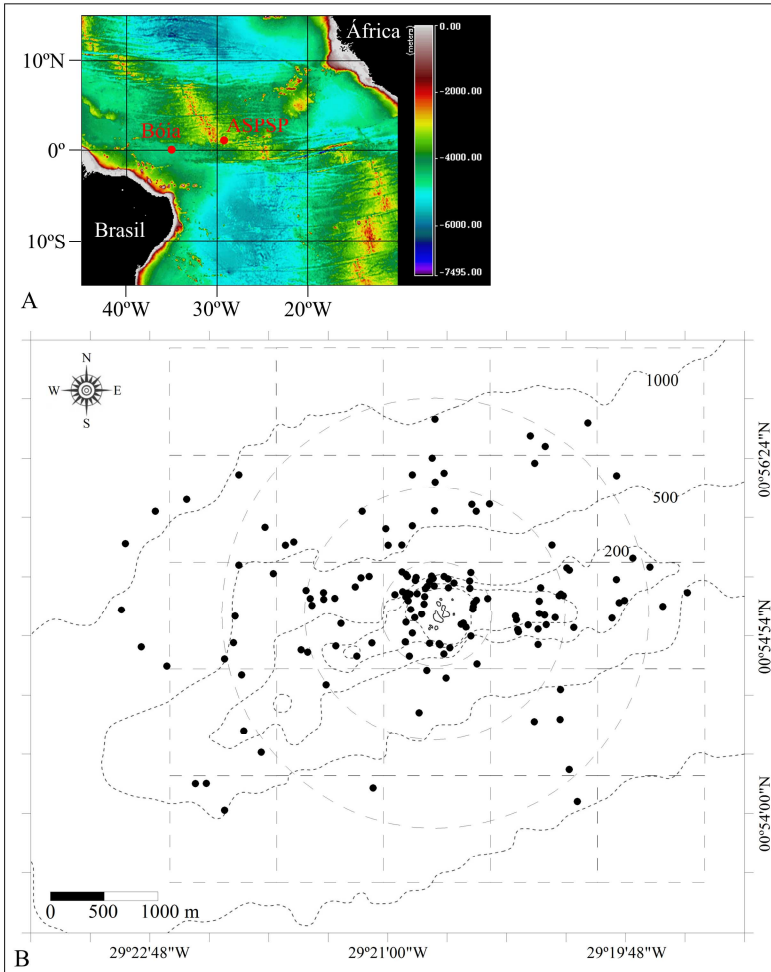 África
0.00
(meters)
10ºN
-2000.00
Bóia
ASPSP
0º
-4000.00
Brasil
-6000.00
10ºS
-7495.00
A
40ºW
30ºW
20ºW
N
W
E
S
1000
00º56'24"N
500
200
00º54'54"N
00º54'00"N
0
500
1000 m
B
29º22'48"W
29º21'00"W
29º19'48"W